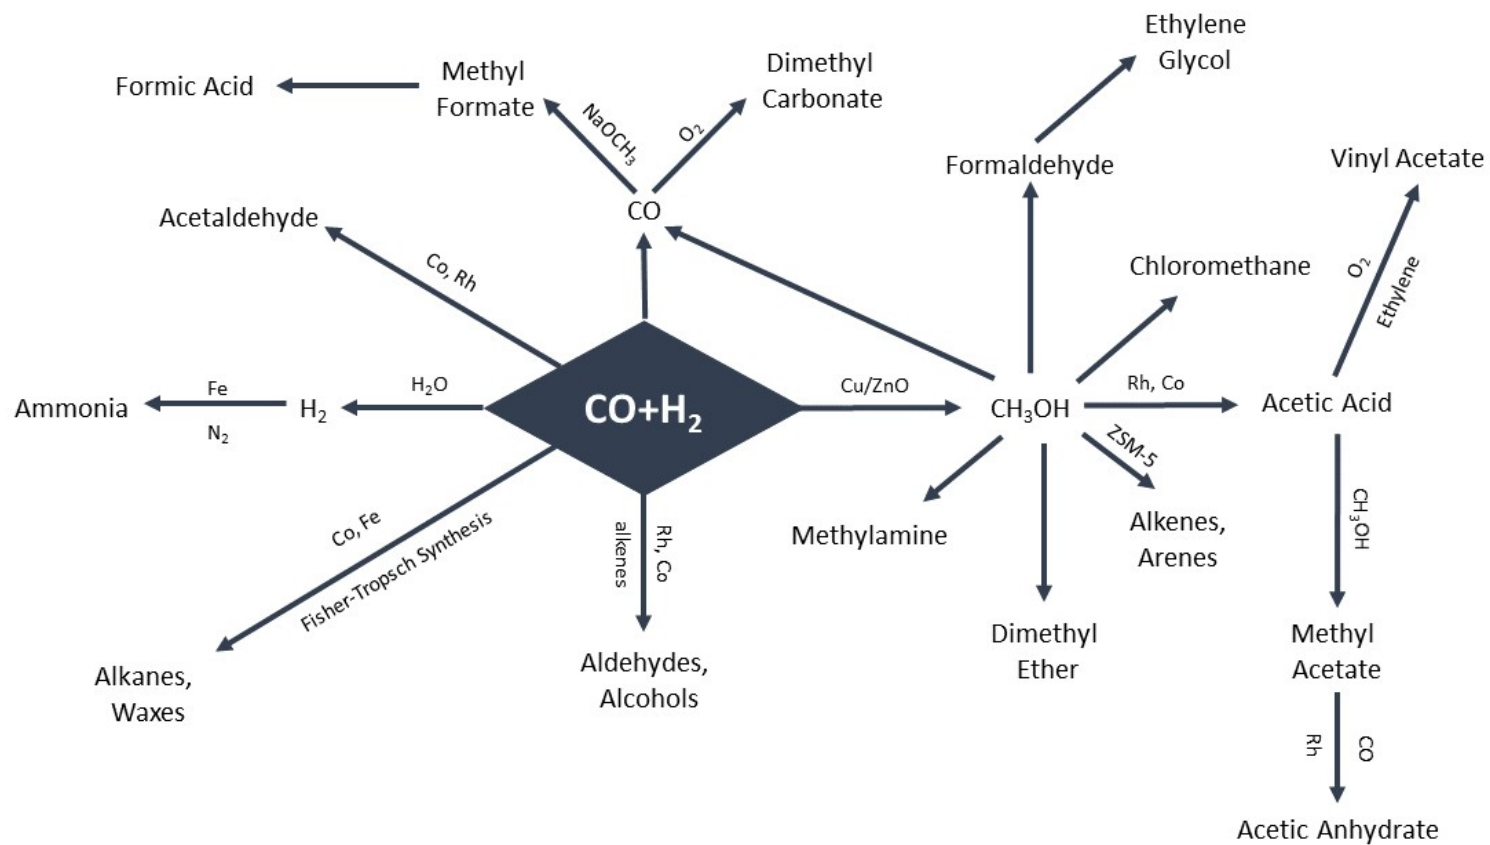 Ethylene
Glycol
Dimethyl
Carbonate
Methyl
Formate
Formic Acid
NaOCH₃
O₂
Formaldehyde
Vinyl Acetate
Acetaldehyde
CO
Co, Rh
Chloromethane
O₂
Ethylene
Ammonia
Fe
N₂
H₂
H₂O
CO+H₂
Cu/ZnO
CH₃OH
Rh, Co
Acetic Acid
ZSM-5
Methylamine
Alkenes,
Arenes
CH₃OH
Co, Fe
Fisher-Tropsch Synthesis
alkenes
Rh, Co
Dimethyl
Ether
Methyl
Acetate
Alkanes,
Waxes
Aldehydes,
Alcohols
Rh
CO
Acetic Anhydrate